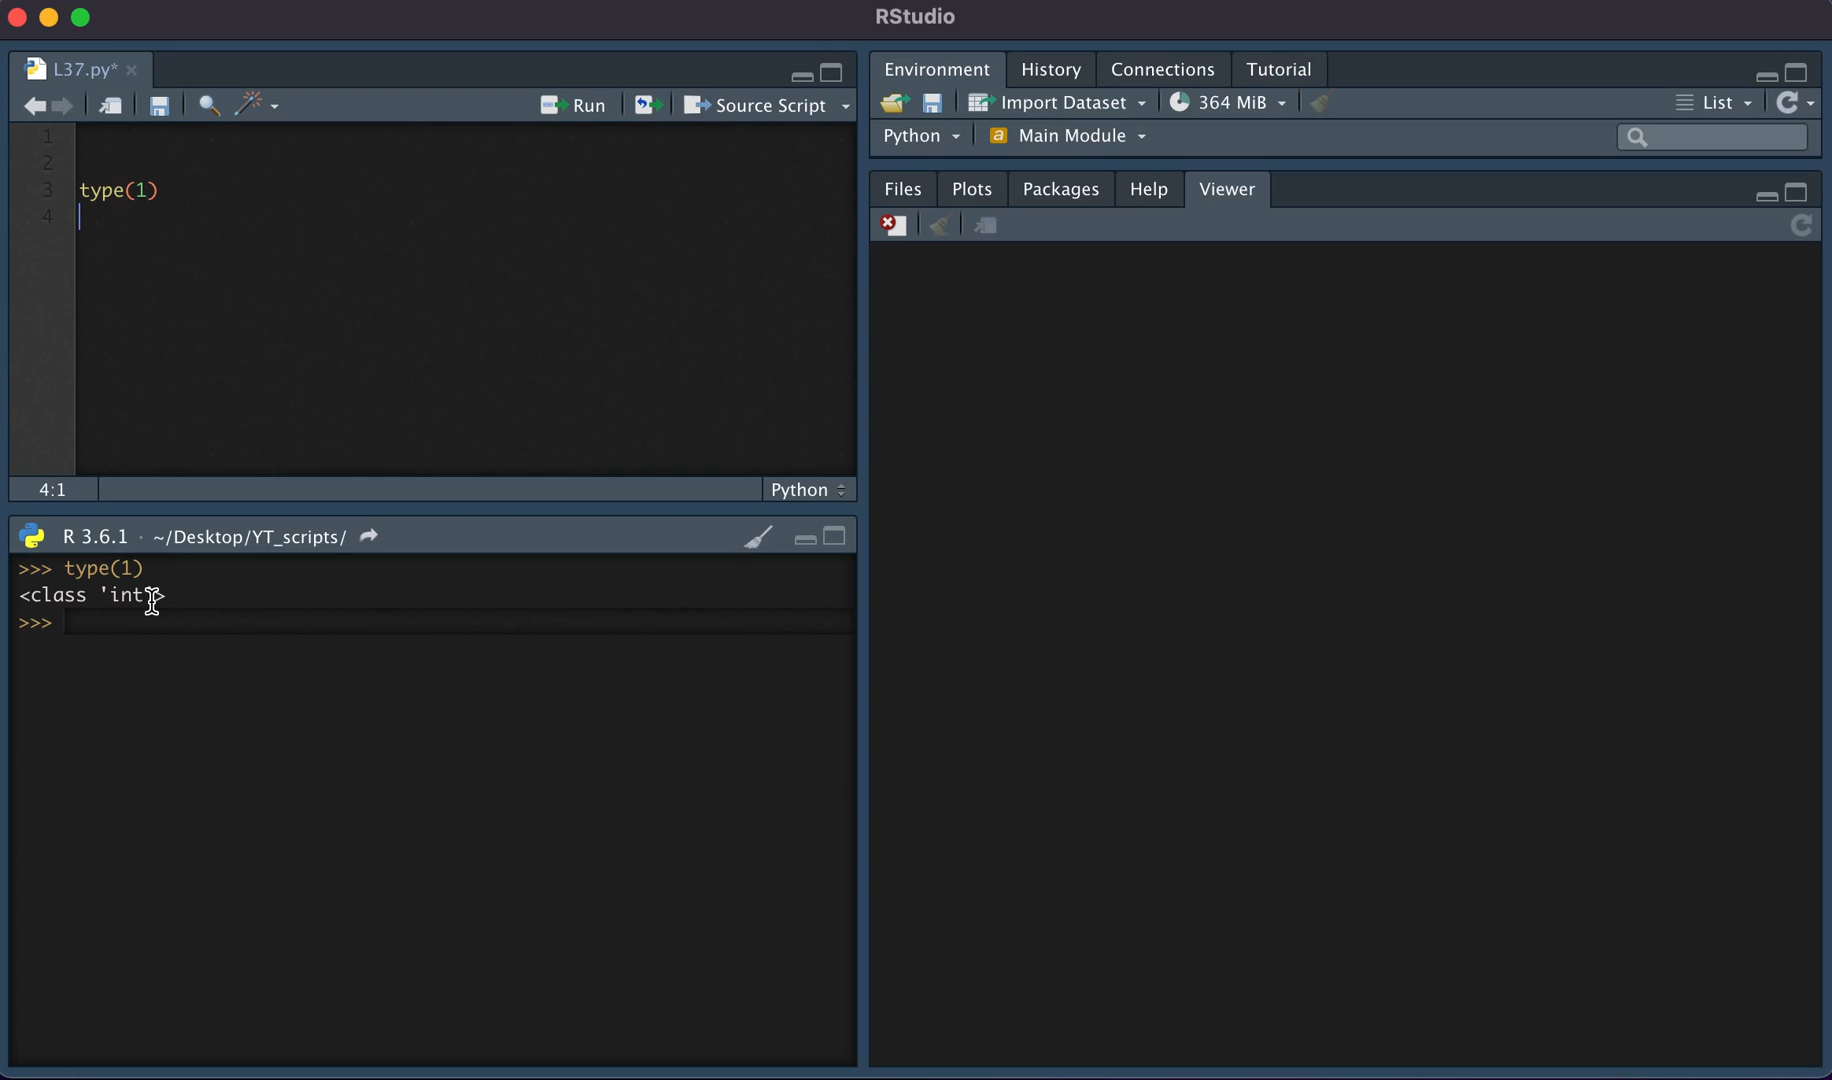 RStudio
L37.py*
Run
Source Script
1
2
3 type(1)
4
4:1
Python
R 3.6.1 · ~/Desktop/YT_scripts/
>>> type(1)
<class 'int'>
>>>
Environment
History
Connections
Tutorial
Import Dataset
364 MiB
List
Python
Main Module
Files
Plots
Packages
Help
Viewer